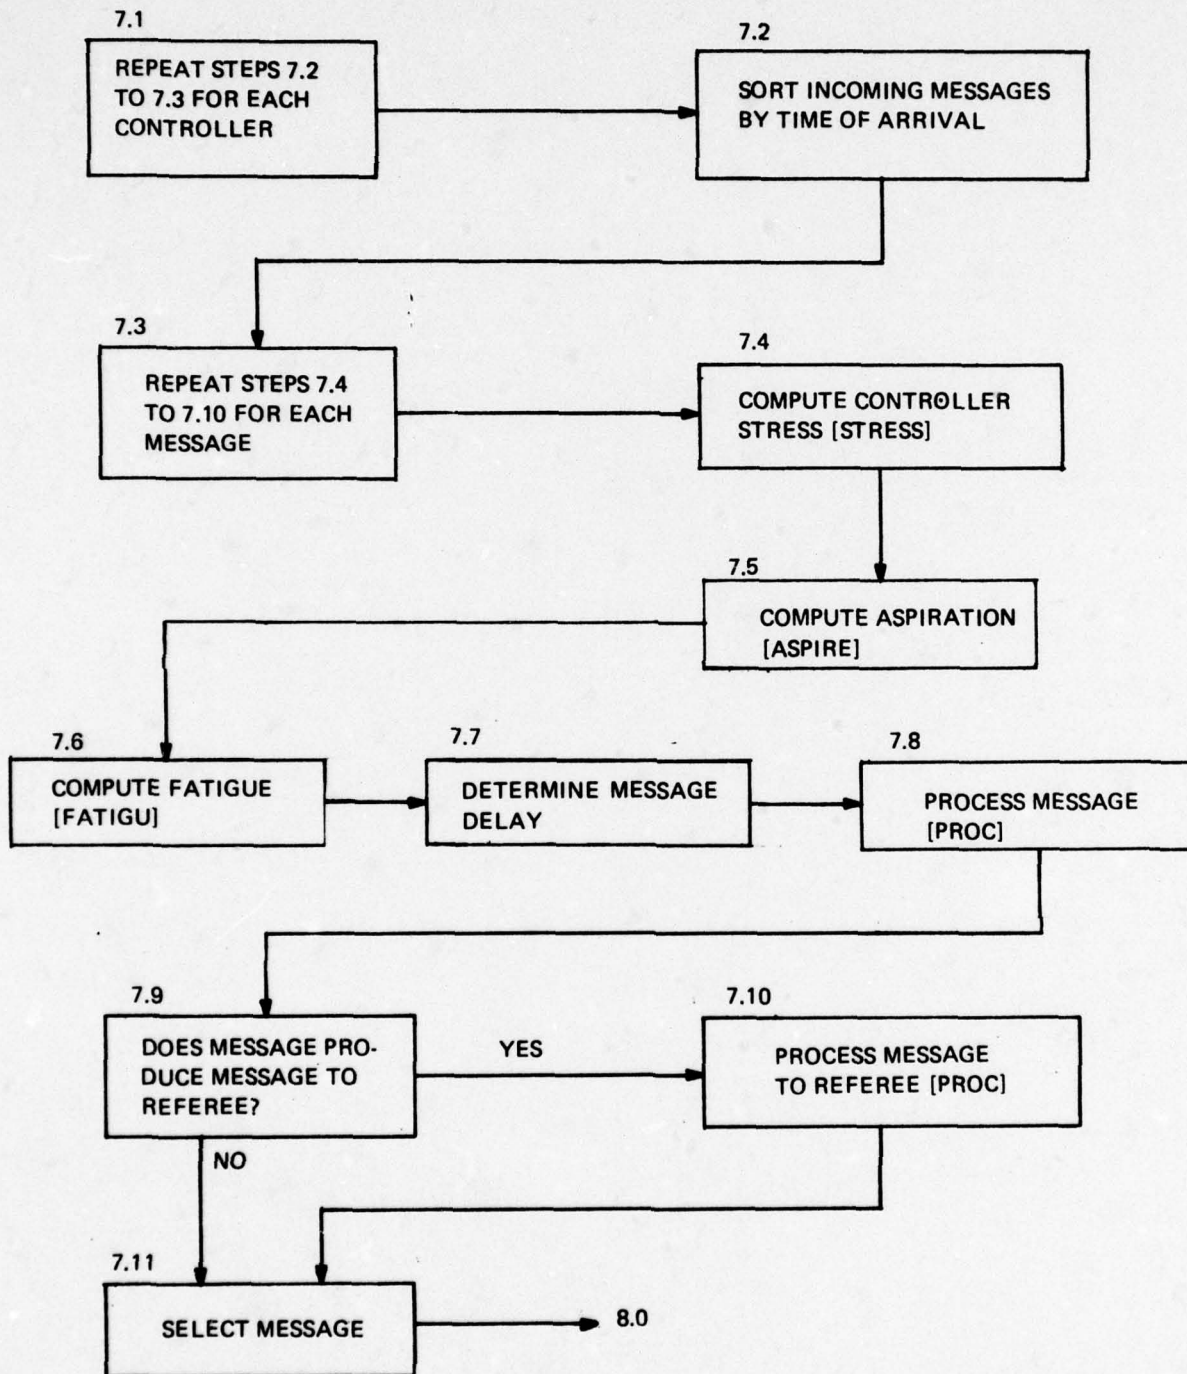 7.1
REPEAT STEPS 7.2
TO 7.3 FOR EACH
CONTROLLER
7.2
SORT INCOMING MESSAGES
BY TIME OF ARRIVAL
7.3
REPEAT STEPS 7.4
TO 7.10 FOR EACH
MESSAGE
7.4
COMPUTE CONTROLLER
STRESS [STRESS]
7.5
COMPUTE ASPIRATION
[ASPIRE]
7.6
COMPUTE FATIGUE
[FATIGU]
7.7
DETERMINE MESSAGE
DELAY
7.8
PROCESS MESSAGE
[PROC]
7.9
DOES MESSAGE PRO-
DUCE MESSAGE TO
REFEREE?
YES
NO
7.10
PROCESS MESSAGE
TO REFEREE [PROC]
7.11
SELECT MESSAGE
8.0